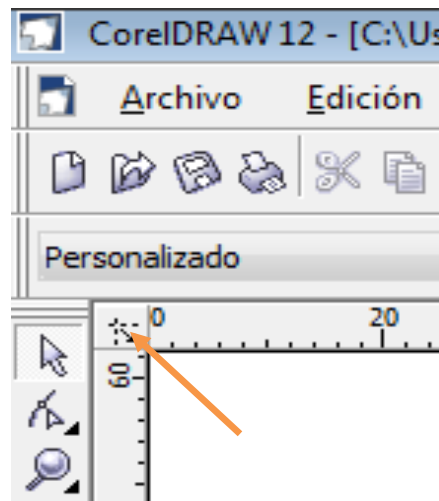 CorelDRAW 12 - [C:\Us
Archivo Edición
Personalizado
0 20
60